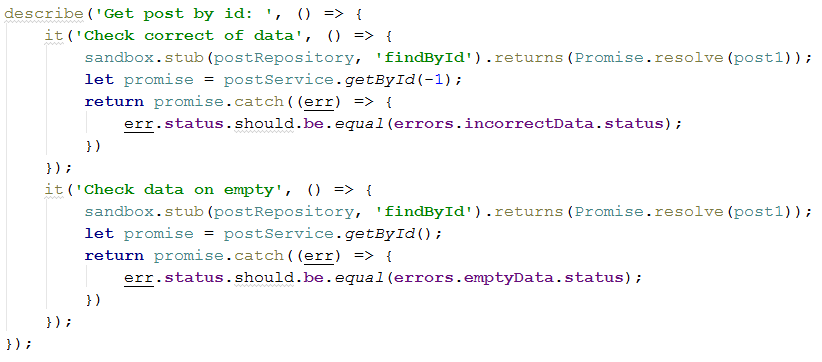 describe('Get post by id: ', () => {
    it('Check correct of data', () => {
        sandbox.stub(postRepository, 'findById').returns(Promise.resolve(post1));
        let promise = postService.getById(-1);
        return promise.catch((err) => {
            err.status.should.be.equal(errors.incorrectData.status);
        })
    });
    it('Check data on empty', () => {
        sandbox.stub(postRepository, 'findById').returns(Promise.resolve(post1));
        let promise = postService.getById();
        return promise.catch((err) => {
            err.status.should.be.equal(errors.emptyData.status);
        })
    });
});